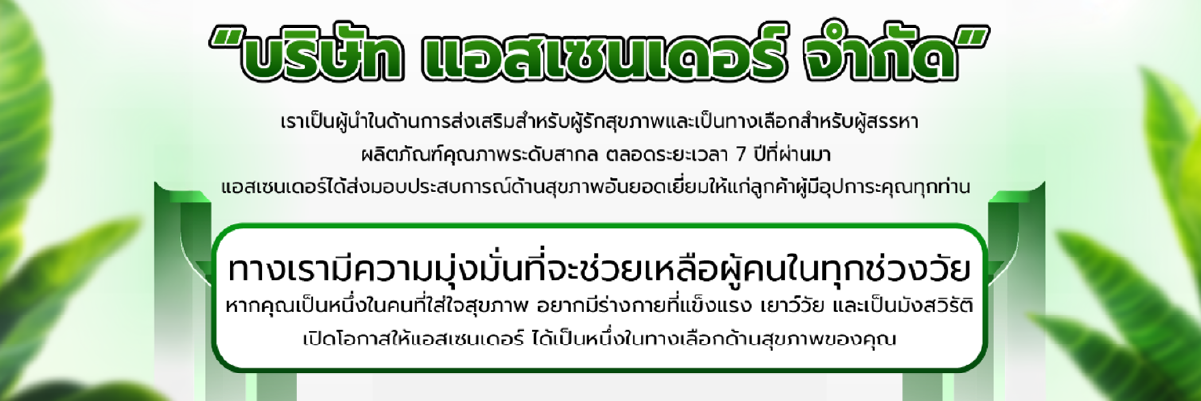 “บริษัท แอสเซนเดอร์ จำกัด“
เราเป็นผู้นำในด้านการส่งเสริมสำหรับผู้รักสุขภาพและเป็นทางเลือกสำหรับผู้สรรหา
ผลิตภัณฑ์คุณภาพระดับสากล ตลอดระยะเวลา 7 ปีที่ผ่านมา
แอสเซนเดอร์ได้ส่งมอบประสบการณ์ด้านสุขภาพอันยอดเยี่ยมให้แก่ลูกค้าผู้มีอุปการะคุณทุกท่าน
ทางเรามีความมุ่งมั่นที่จะช่วยเหลือผู้คนในทุกช่วงวัย
หากคุณเป็นหนึ่งในคนที่ใส่ใจสุขภาพ อยากมีร่างกายที่แข็งแรง เยาว์วัย และเป็นมังสวิรัติ
เปิดโอกาสให้แอสเซนเดอร์ ได้เป็นหนึ่งในทางเลือกด้านสุขภาพของคุณ